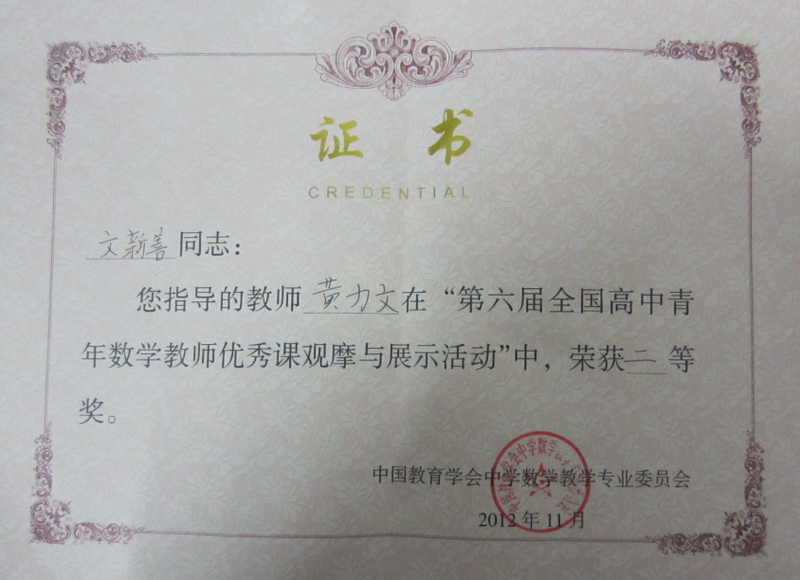 证书
CREDENTIAL
文新善同志：
您指导的教师黄力文在“第六届全国高中青
年数学教师优秀课观摩与展示活动”中，荣获二等
奖。
中国教育学会中学数学教学专业委员会
2012年11月